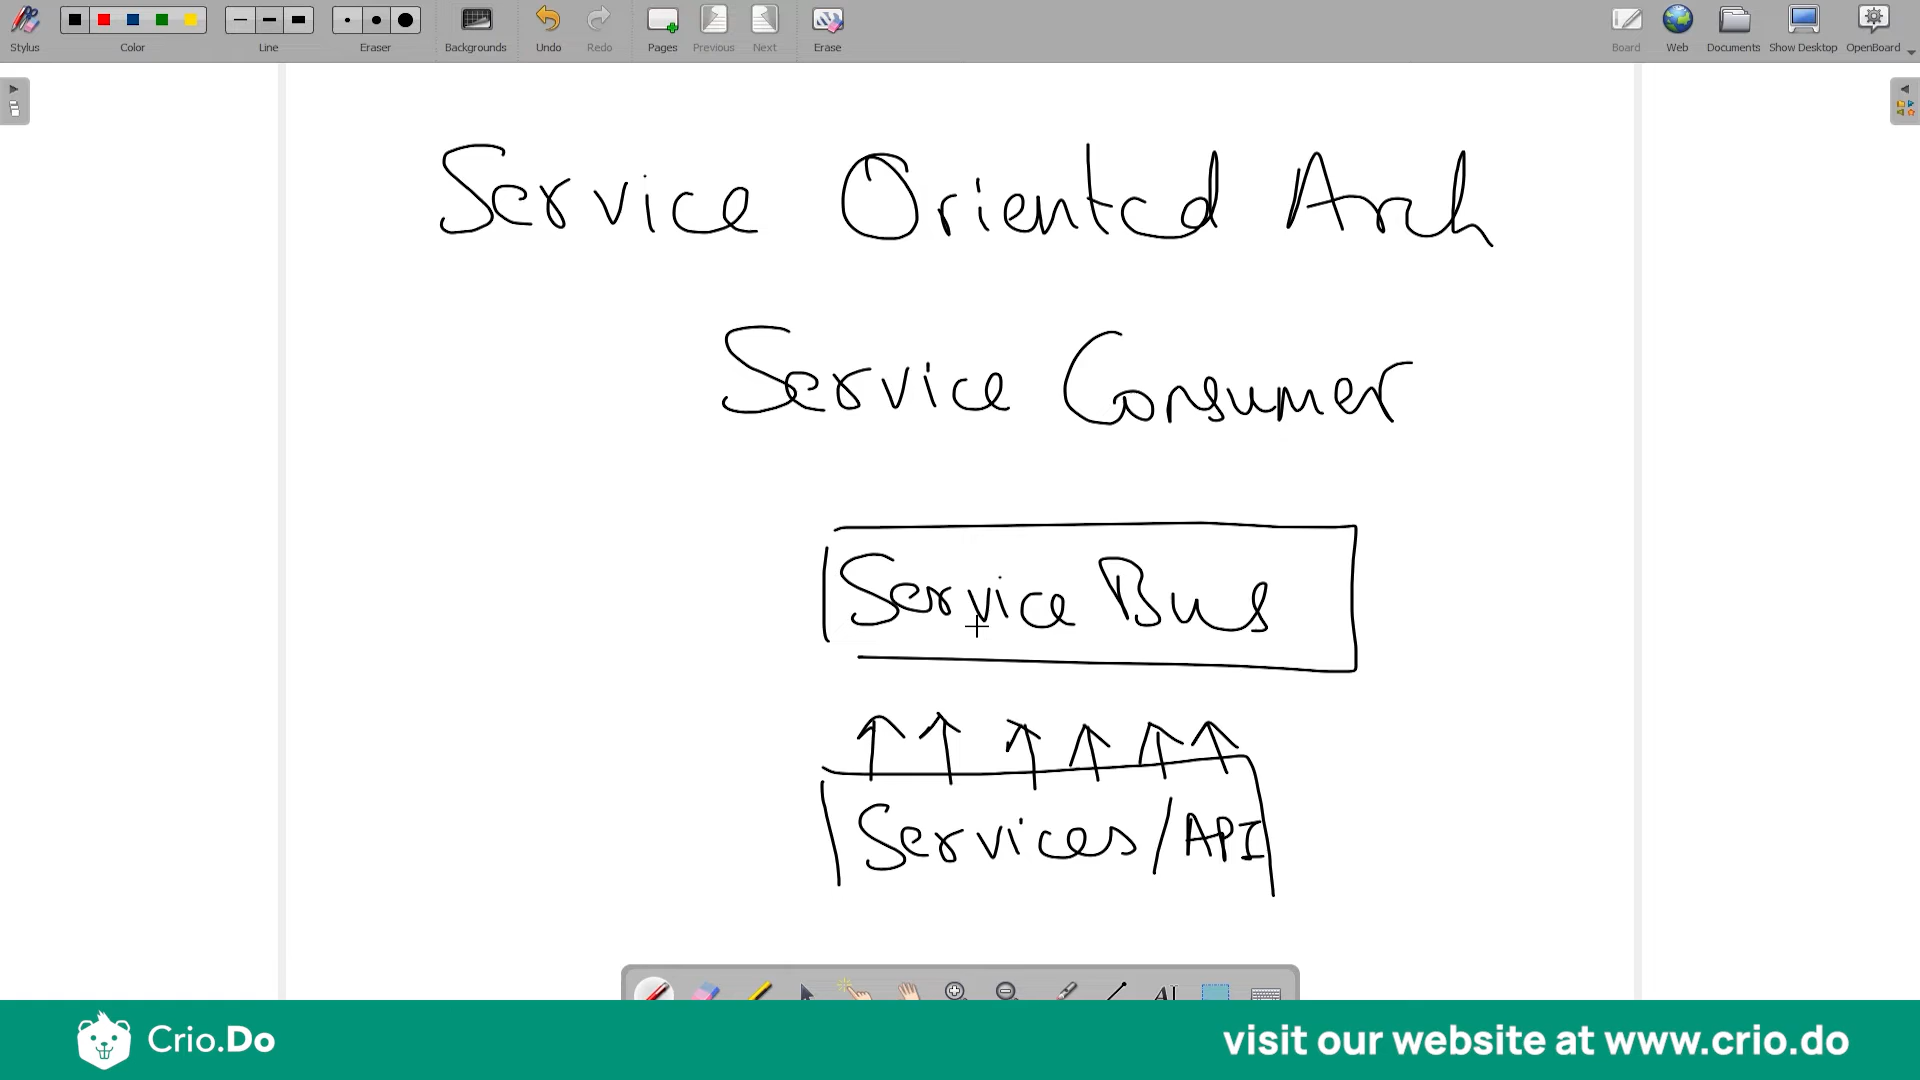 Stylus Color Line Eraser Backgrounds Undo Redo Pages Previous Next Erase Board Web Documents Show Desktop OpenBoard
Service Oriented Arch
Service Consumer
Service Bus
Services/API
Crio.Do
visit our website at www.crio.do